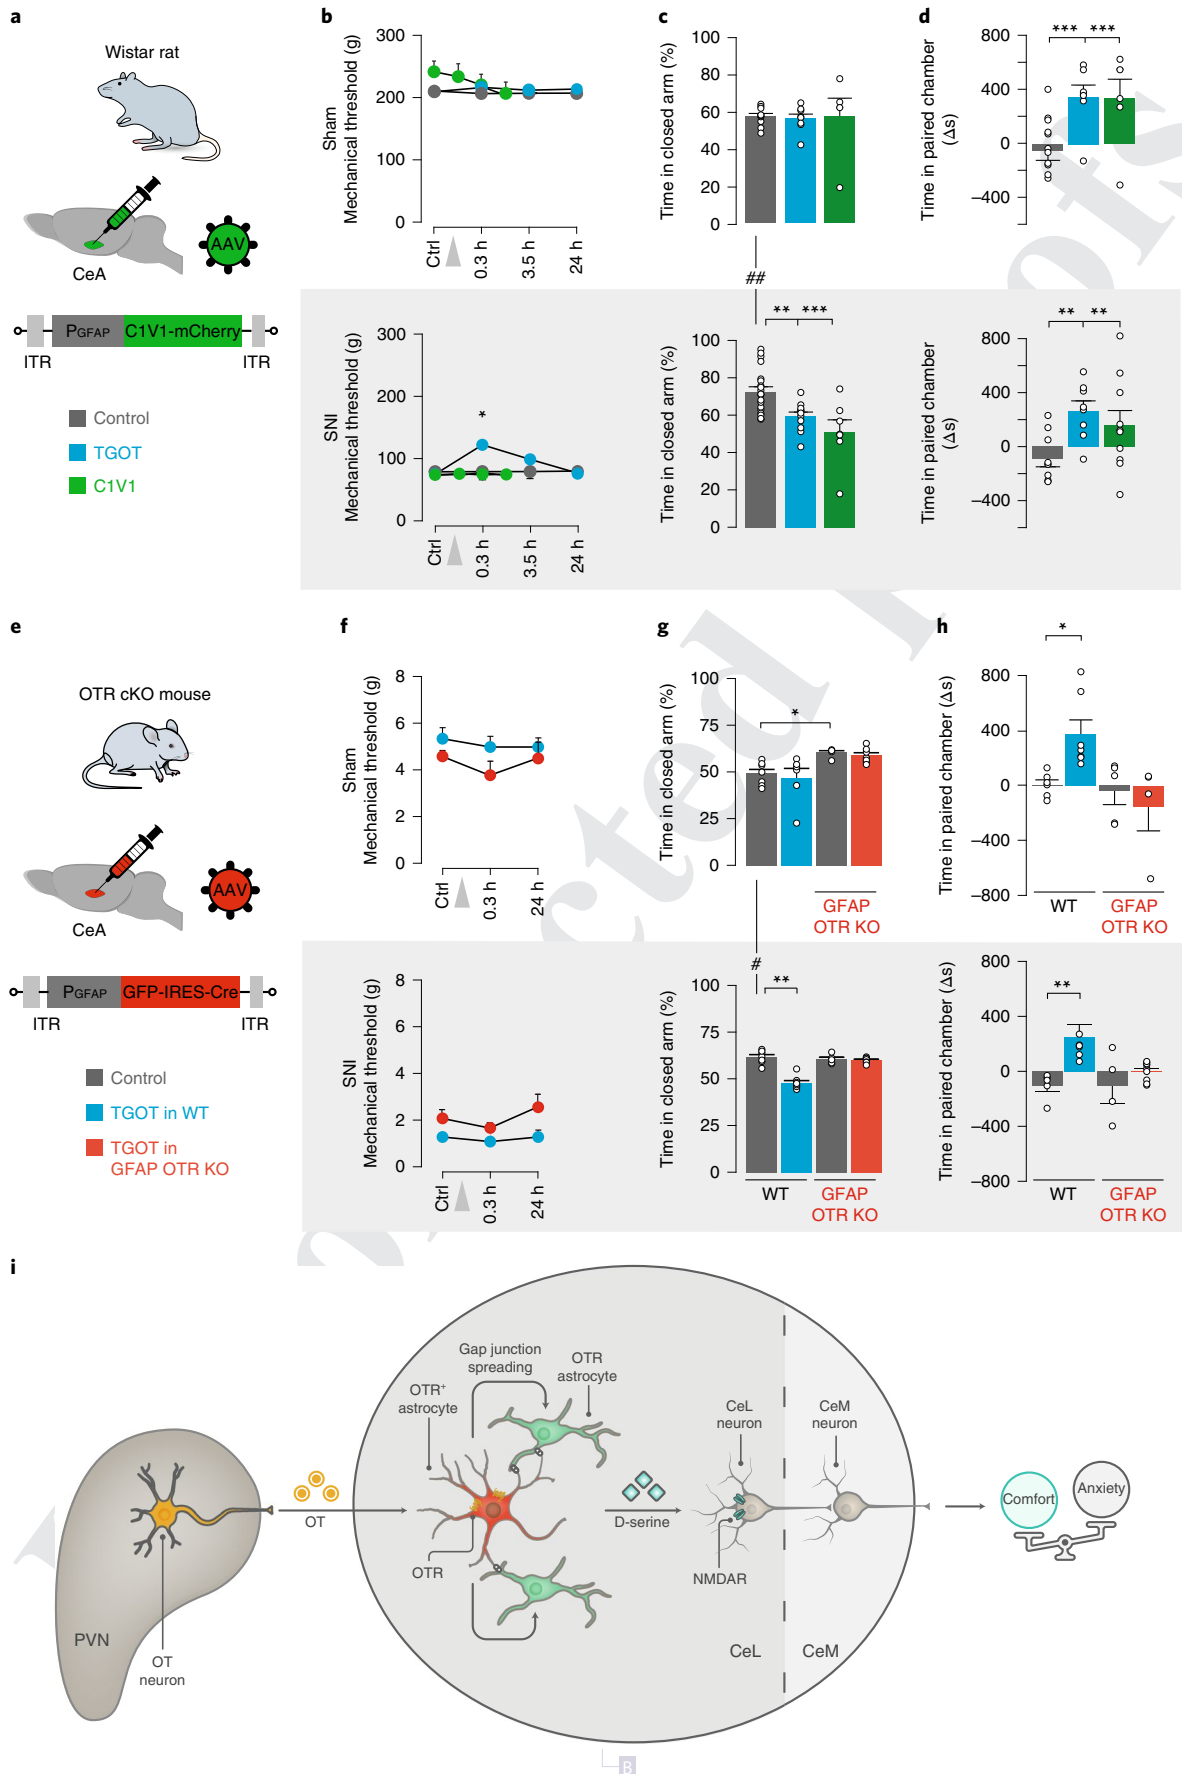 a
Wistar rat
CeA
AAV
PGFAP
C1V1-mCherry
ITR
ITR
Control
TGOT
C1V1
b
Sham
Mechanical threshold (g)
300
200
100
0
Ctrl
0.3 h
3.5 h
24 h
SNI
Mechanical threshold (g)
300
200
100
0
*
Ctrl
0.3 h
3.5 h
24 h
c
Time in closed arm (%)
100
80
60
40
20
0
##
Time in closed arm (%)
100
80
60
40
20
0
** ***
d
Time in paired chamber
(Δs)
800
400
0
−400
*** ***
Time in paired chamber
(Δs)
800
400
0
−400
** **
e
OTR cKO mouse
CeA
AAV
PGFAP
GFP-IRES-Cre
ITR
ITR
Control
TGOT in WT
TGOT in
GFAP OTR KO
f
Sham
Mechanical threshold (g)
8
6
4
2
0
Ctrl
0.3 h
24 h
SNI
Mechanical threshold (g)
8
6
4
2
0
Ctrl
0.3 h
24 h
g
Time in closed arm (%)
100
75
50
25
0
*
GFAP
OTR KO
#
Time in closed arm (%)
100
75
50
25
0
**
WT
GFAP
OTR KO
h
Time in paired chamber (Δs)
800
400
0
−400
−800
*
WT
GFAP
OTR KO
Time in paired chamber (Δs)
800
400
0
−400
−800
**
WT
GFAP
OTR KO
i
PVN
OT
neuron
OT
OTR⁺
astrocyte
Gap junction
spreading
OTR
astrocyte
OTR
D-serine
CeL
neuron
NMDAR
CeM
neuron
CeL
CeM
Comfort
Anxiety
B